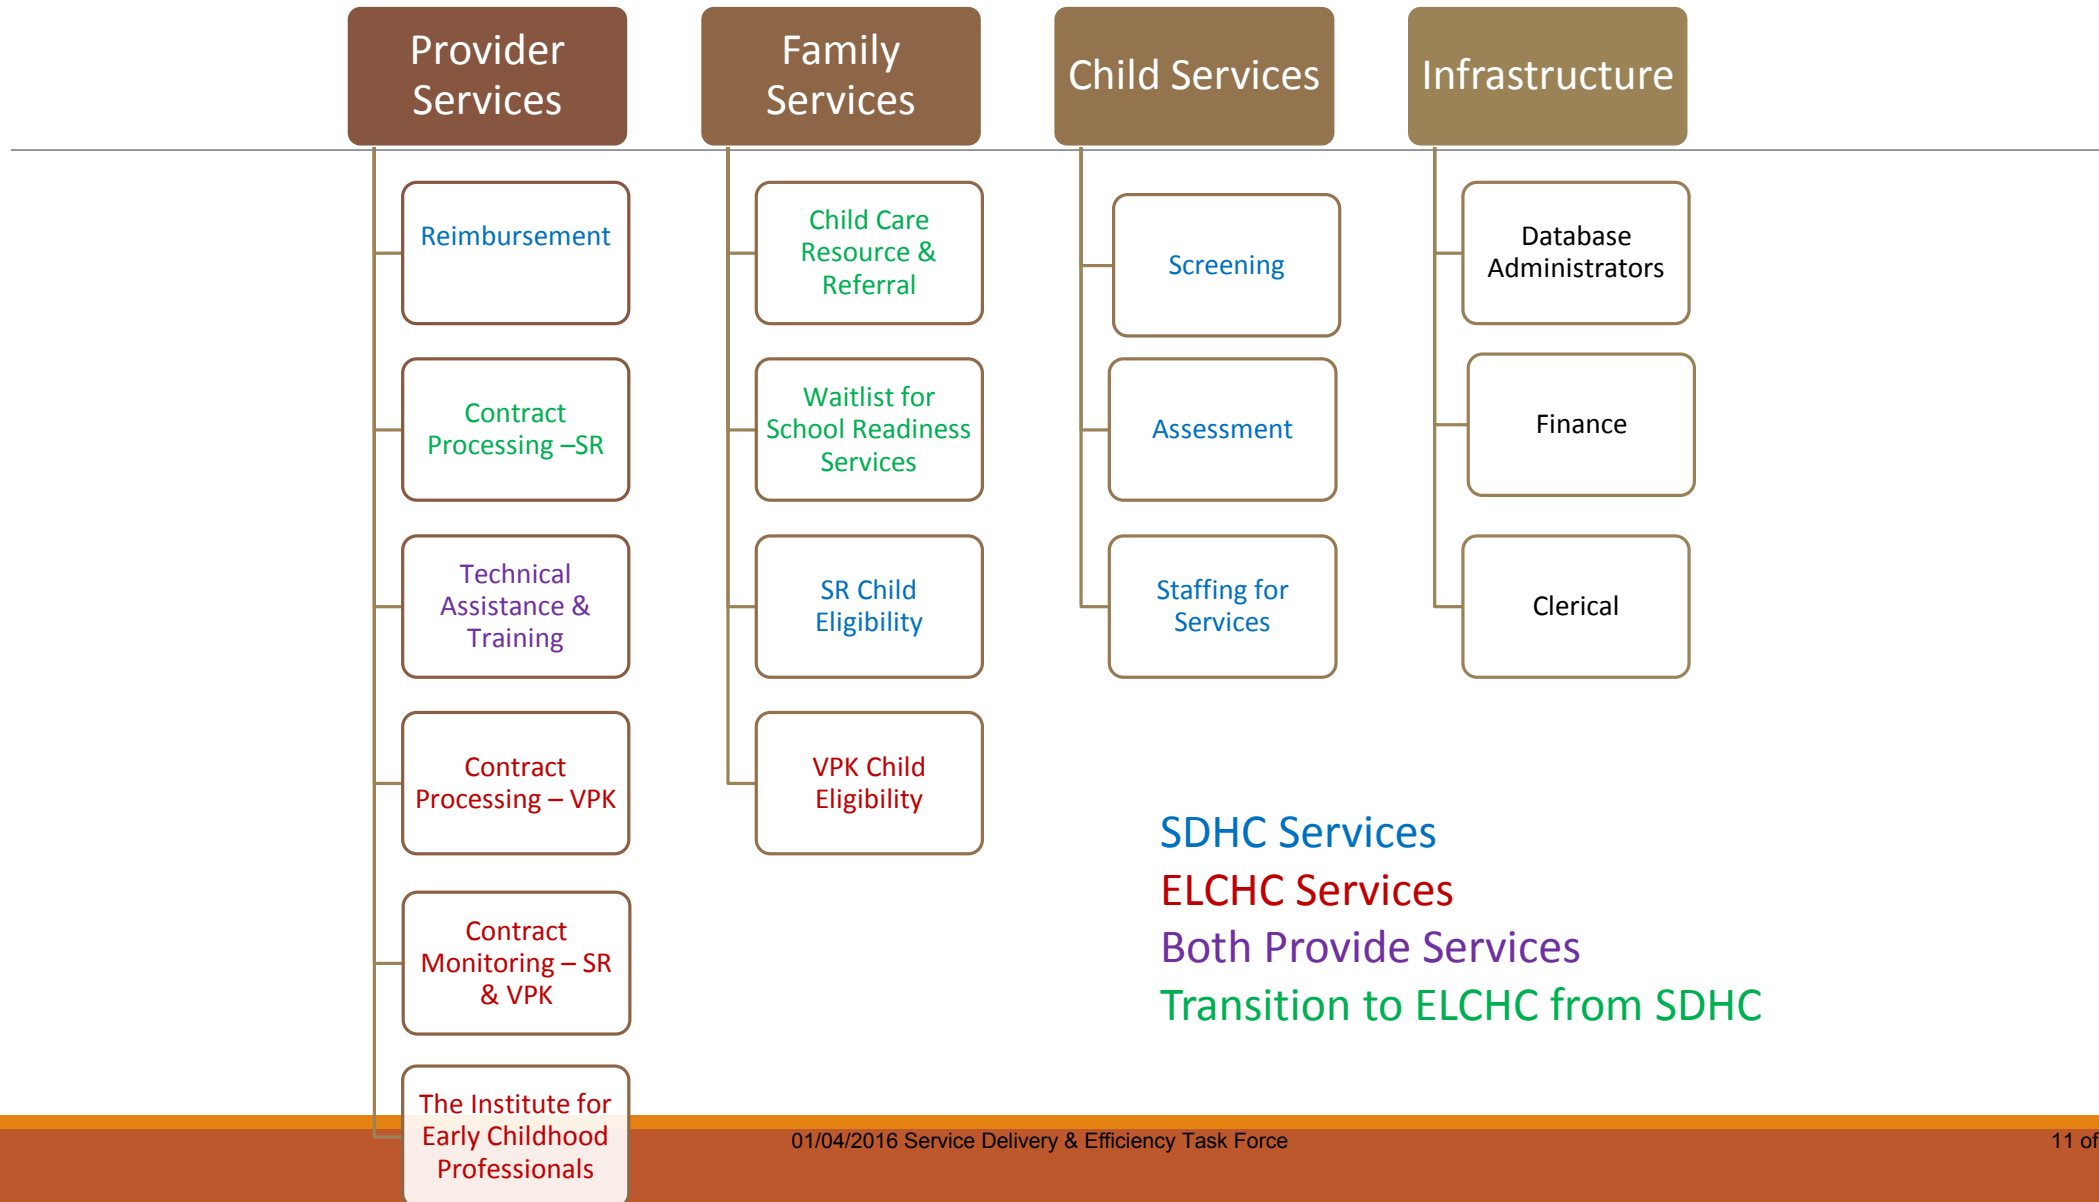 Provider
Services
Family
Services
Child Services
Infrastructure
Reimbursement
Contract
Processing –SR
Technical
Assistance &
Training
Contract
Processing – VPK
Contract
Monitoring – SR
& VPK
The Institute for
Early Childhood
Professionals
Child Care
Resource &
Referral
Waitlist for
School Readiness
Services
SR Child
Eligibility
VPK Child
Eligibility
Screening
Assessment
Staffing for
Services
Database
Administrators
Finance
Clerical
SDHC Services
ELCHC Services
Both Provide Services
Transition to ELCHC from SDHC
01/04/2016 Service Delivery & Efficiency Task Force
11 of